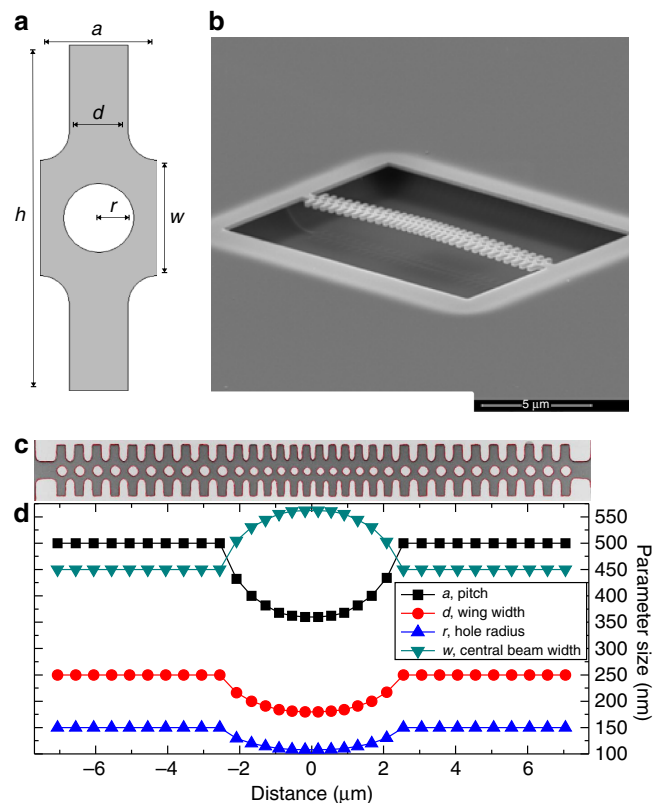 a
a
d
r
w
h
b
5 µm
c
d
550
500
450
400
350
300
250
200
150
100
Parameter size (nm)
a, pitch
d, wing width
r, hole radius
w, central beam width
−6
−4
−2
0
2
4
6
Distance (µm)